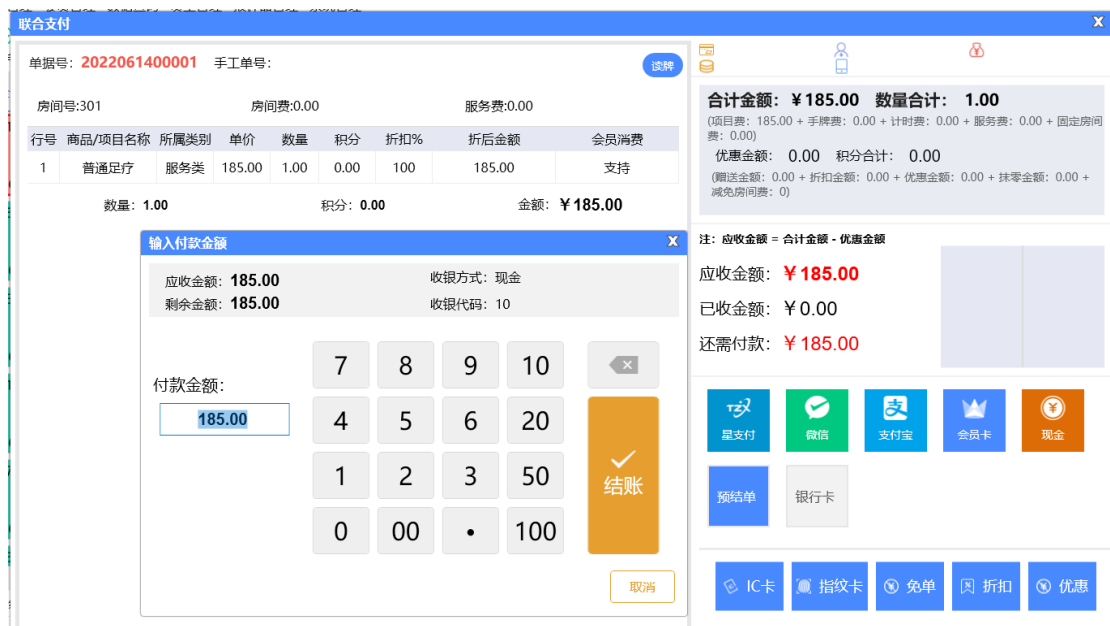 联合支付 X
单据号: 2022061400001 手工单号:
读牌
房间号:301 房间费:0.00 服务费:0.00
行号 商品/项目名称 所属类别 单价 数量 积分 折扣% 折后金额 会员消费
1 普通足疗 服务类 185.00 1.00 0.00 100 185.00 支持
数量: 1.00 积分: 0.00 金额: ￥185.00
输入付款金额 X
应收金额: 185.00 收银方式: 现金
剩余金额: 185.00 收银代码: 10
付款金额:
185.00
7 8 9 10
4 5 6 20
1 2 3 50
0 00 • 100
结账
取消
合计金额: ￥185.00 数量合计: 1.00
(项目费: 185.00 + 手牌费: 0.00 + 计时费: 0.00 + 服务费: 0.00 + 固定房间
费: 0.00)
优惠金额: 0.00 积分合计: 0.00
(赠送金额: 0.00 + 折扣金额: 0.00 + 优惠金额: 0.00 + 抹零金额: 0.00 +
减免房间费: 0)
注: 应收金额 = 合计金额 - 优惠金额
应收金额: ￥185.00
已收金额: ￥0.00
还需付款: ￥185.00
星支付 微信 支付宝 会员卡 现金
预结单 银行卡
IC卡 指纹卡 免单 折扣 优惠